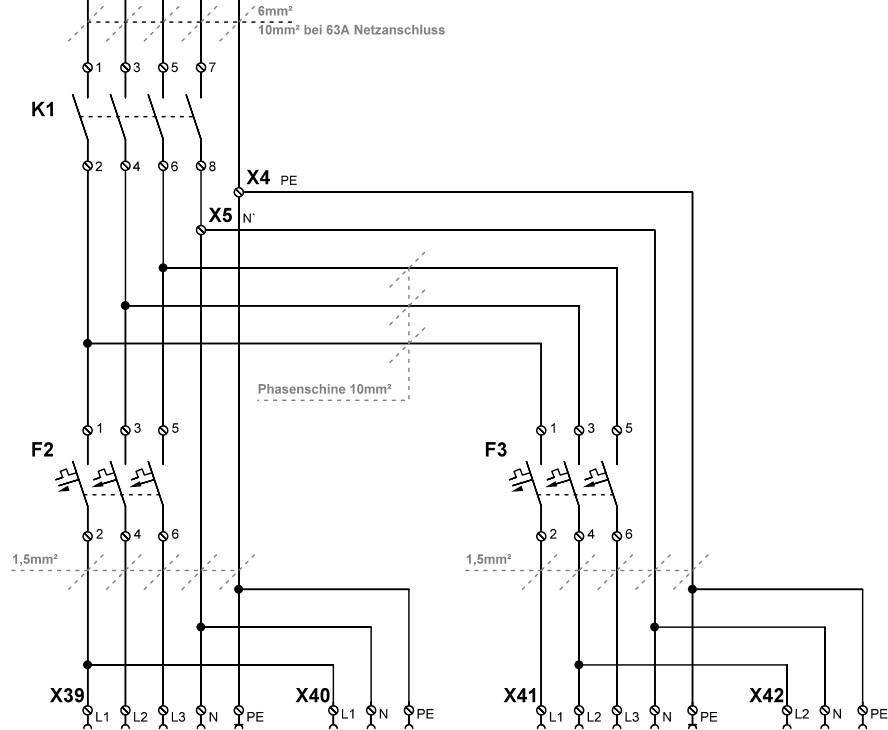 6mm²
10mm² bei 63A Netzanschluss
1 3 5 7
K1
2 4 6 8
X4 PE
X5 N`
Phasenschine 10mm²
1 3 5
1 3 5
F2
F3
2 4 6
2 4 6
1,5mm²
1,5mm²
X39 X40 X41 X42
L1 L2 L3 N PE L1 N PE L1 L2 L3 N PE L2 N PE